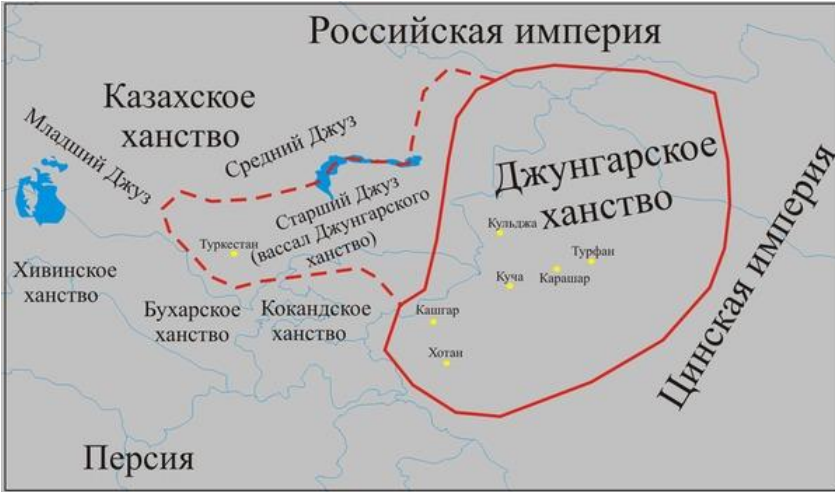 Российская империя
Казахское
ханство
Младший Джуз
Средний Джуз
Старший Джуз
(вассал Джунгарского
ханство)
Джунгарское
ханство
Кульджа
Туркестан
Турфан
Куча
Карашар
Хивинское
ханство
Бухарское
ханство
Кокандское
ханство
Кашгар
Хотан
Цинская империя
Персия